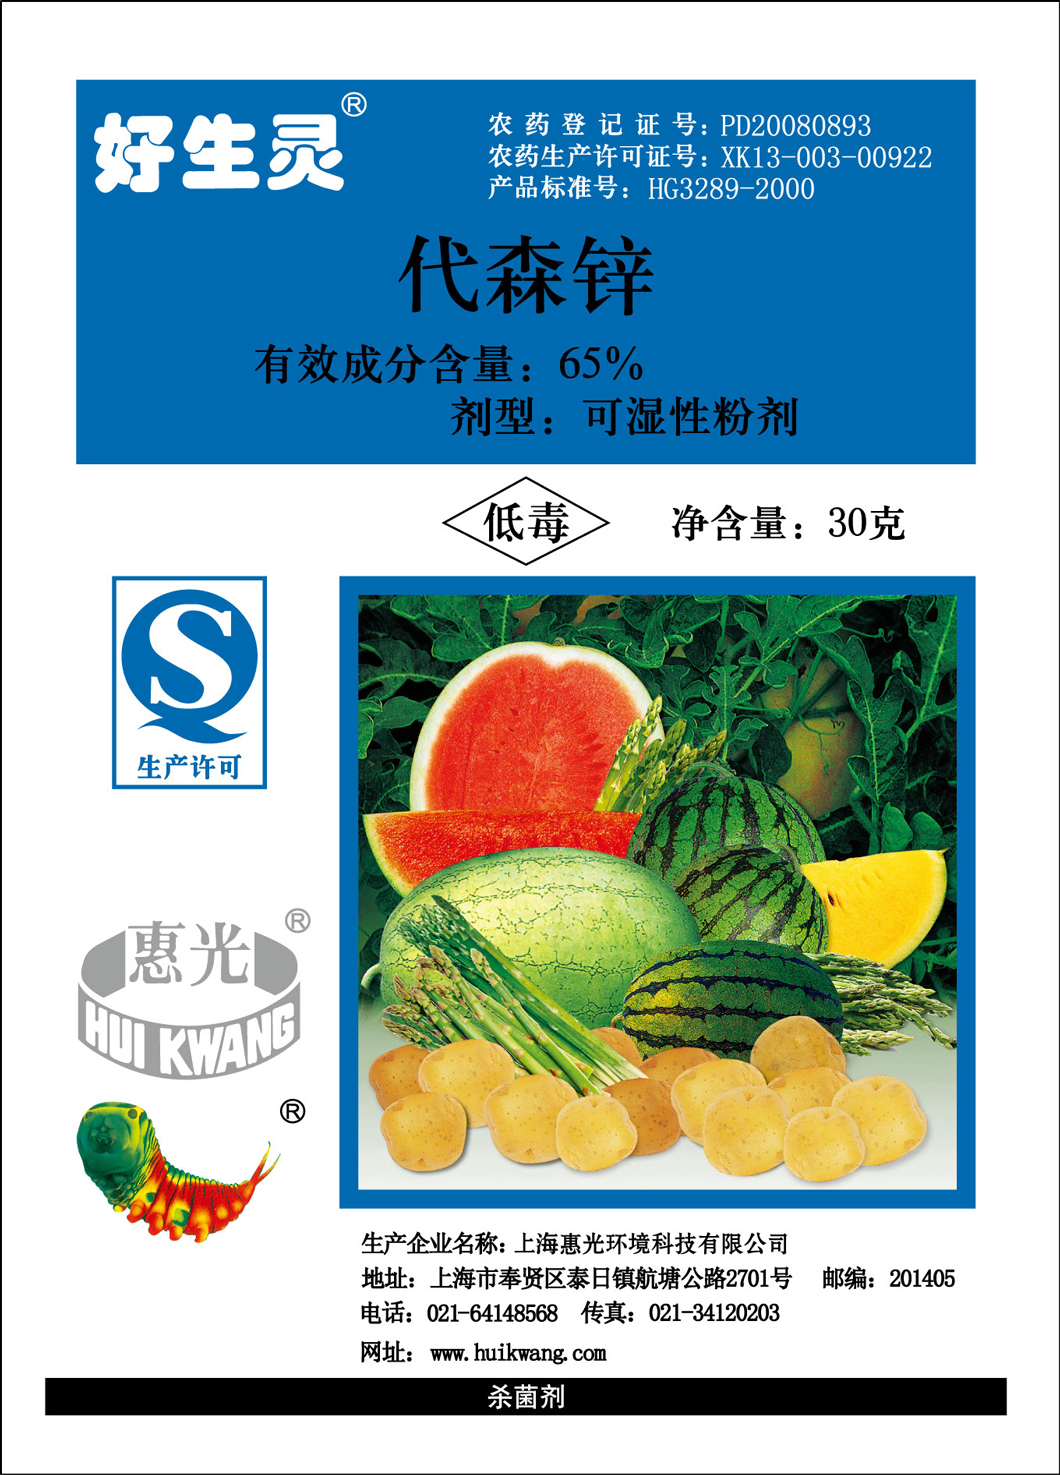 好生灵®
农药登记证号：PD20080893
农药生产许可证号：XK13-003-00922
产品标准号：HG3289-2000
代森锌
有效成分含量：65%
剂型：可湿性粉剂
低毒
净含量：30克
S
生产许可
惠光®
HUI KWANG
®
生产企业名称：上海惠光环境科技有限公司
地址：上海市奉贤区泰日镇航塘公路2701号 邮编：201405
电话：021-64148568 传真：021-34120203
网址：www.huikwang.com
杀菌剂